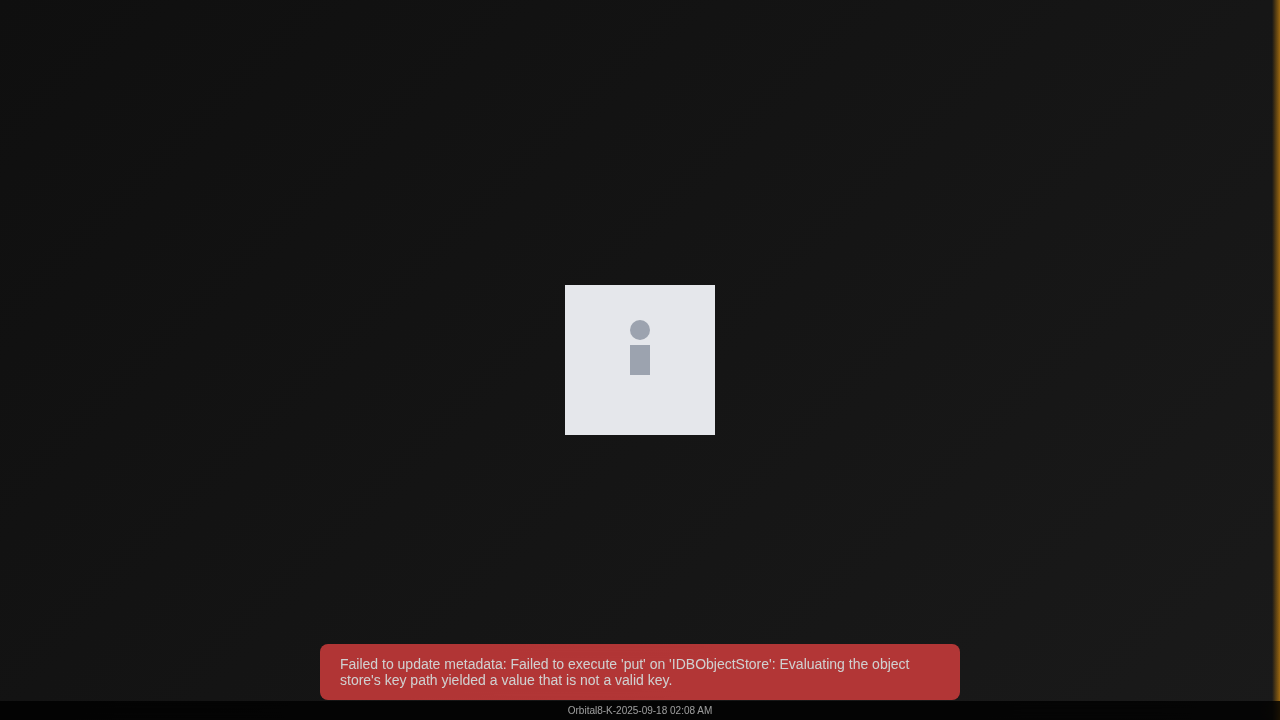 Failed to update metadata: Failed to execute 'put' on 'IDBObjectStore': Evaluating the object
store's key path yielded a value that is not a valid key.
Orbital8-K-2025-09-18 02:08 AM